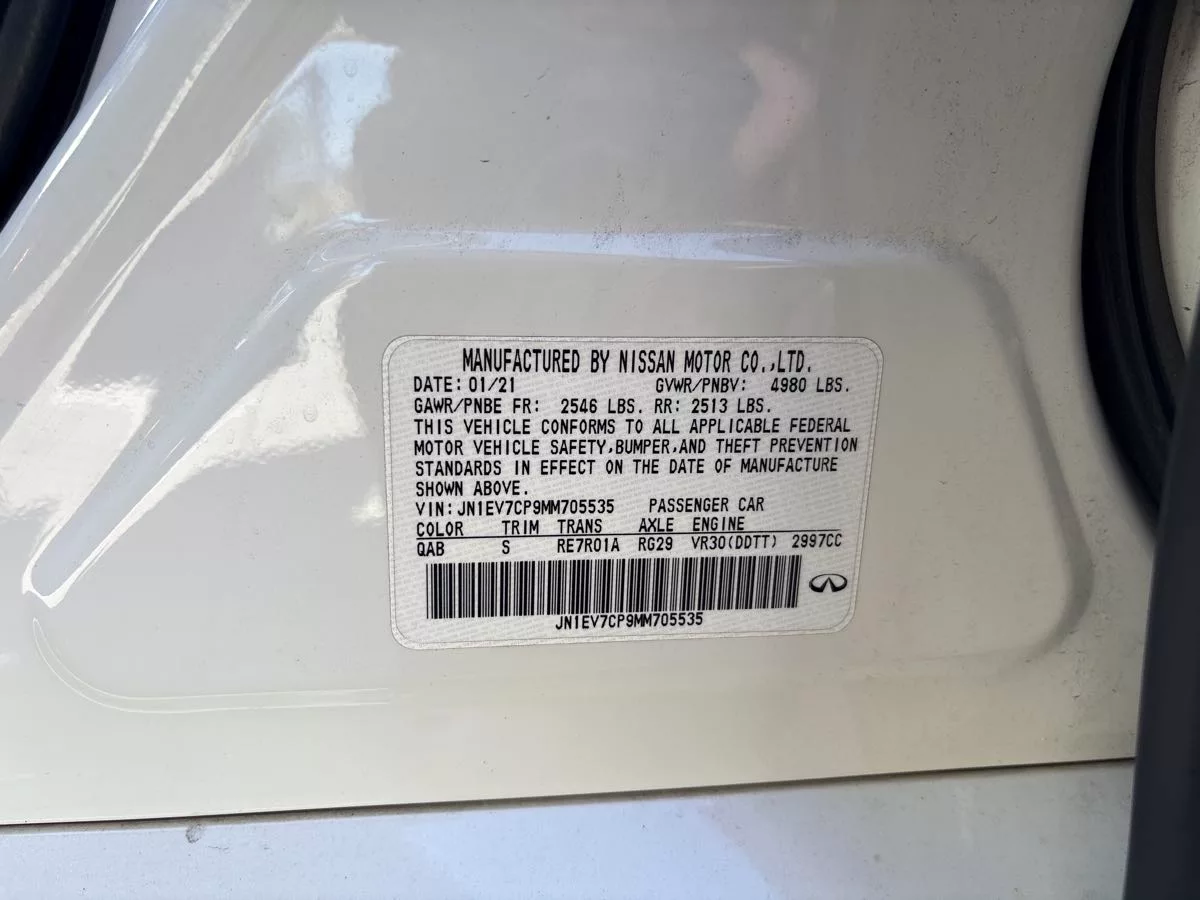 MANUFACTURED BY NISSAN MOTOR CO.,LTD.
DATE: 01/21 GVWR/PNBV: 4980 LBS.
GAWR/PNBE FR: 2546 LBS. RR: 2513 LBS.
THIS VEHICLE CONFORMS TO ALL APPLICABLE FEDERAL
MOTOR VEHICLE SAFETY,BUMPER,AND THEFT PREVENTION
STANDARDS IN EFFECT ON THE DATE OF MANUFACTURE
SHOWN ABOVE.
VIN: JN1EV7CP9MM705535 PASSENGER CAR
COLOR TRIM TRANS AXLE ENGINE
QAB S RE7R01A RG29 VR30(DDTT) 2997CC
JN1EV7CP9MM705535